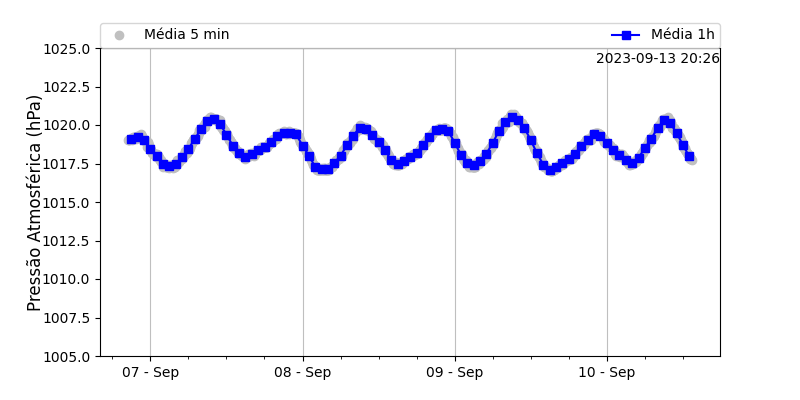 Média 5 min
Média 1h
2023-09-13 20:26
Pressão Atmosférica (hPa)
1025.0
1022.5
1020.0
1017.5
1015.0
1012.5
1010.0
1007.5
1005.0
07 - Sep
08 - Sep
09 - Sep
10 - Sep